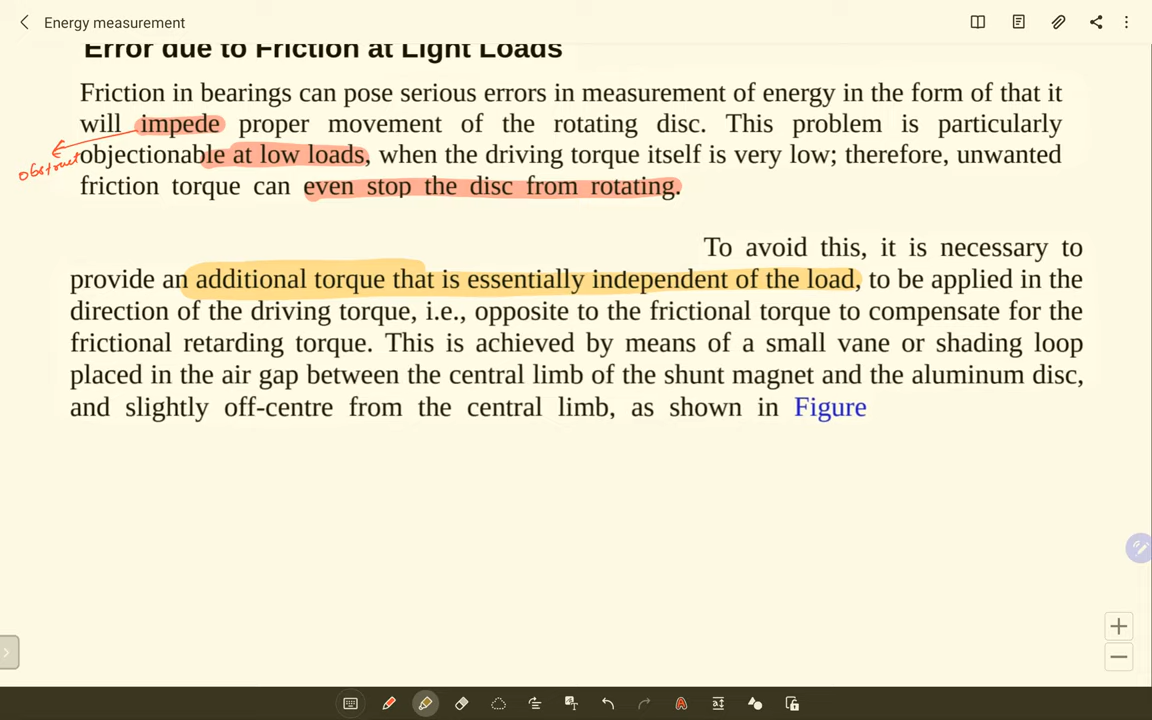 Energy measurement
Error due to Friction at Light Loads
Friction in bearings can pose serious errors in measurement of energy in the form of that it
will impede proper movement of the rotating disc. This problem is particularly
obstruct
objectionable at low loads, when the driving torque itself is very low; therefore, unwanted
friction torque can even stop the disc from rotating.
To avoid this, it is necessary to
provide an additional torque that is essentially independent of the load, to be applied in the
direction of the driving torque, i.e., opposite to the frictional torque to compensate for the
frictional retarding torque. This is achieved by means of a small vane or shading loop
placed in the air gap between the central limb of the shunt magnet and the aluminum disc,
and slightly off-centre from the central limb, as shown in Figure